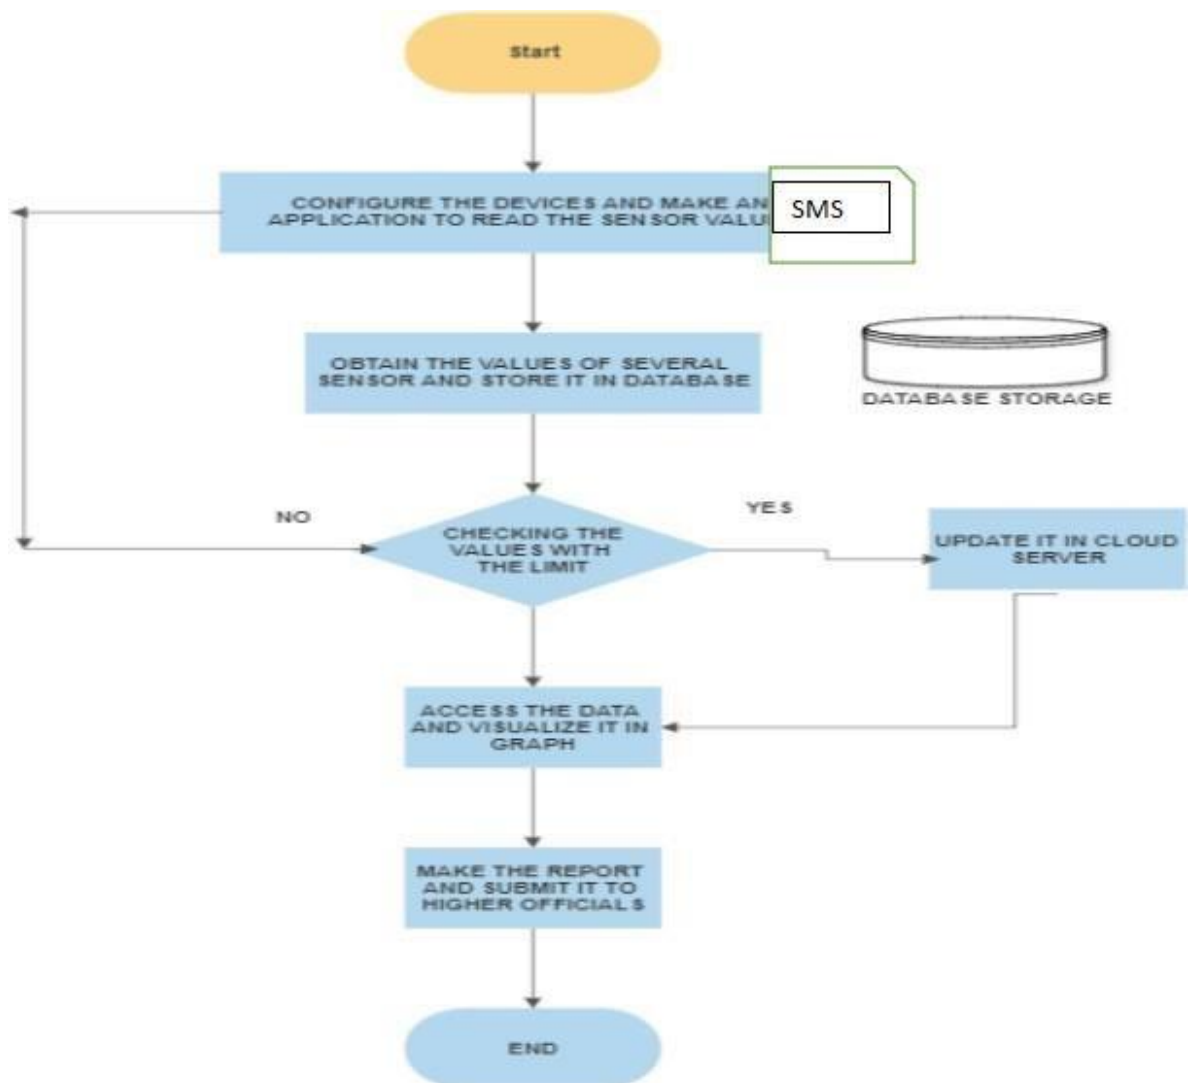 Start
CONFIGURE THE DEVICES AND MAKE AN
APPLICATION TO READ THE SENSOR VALU
SMS
OBTAIN THE VALUES OF SEVERAL
SENSOR AND STORE IT IN DATABASE
DATABASE STORAGE
NO
CHECKING THE
VALUES WITH
THE LIMIT
YES
UPDATE IT IN CLOUD
SERVER
ACCESS THE DATA
AND VISUALIZE IT IN
GRAPH
MAKE THE REPORT
AND SUBMIT IT TO
HIGHER OFFICIALS
END